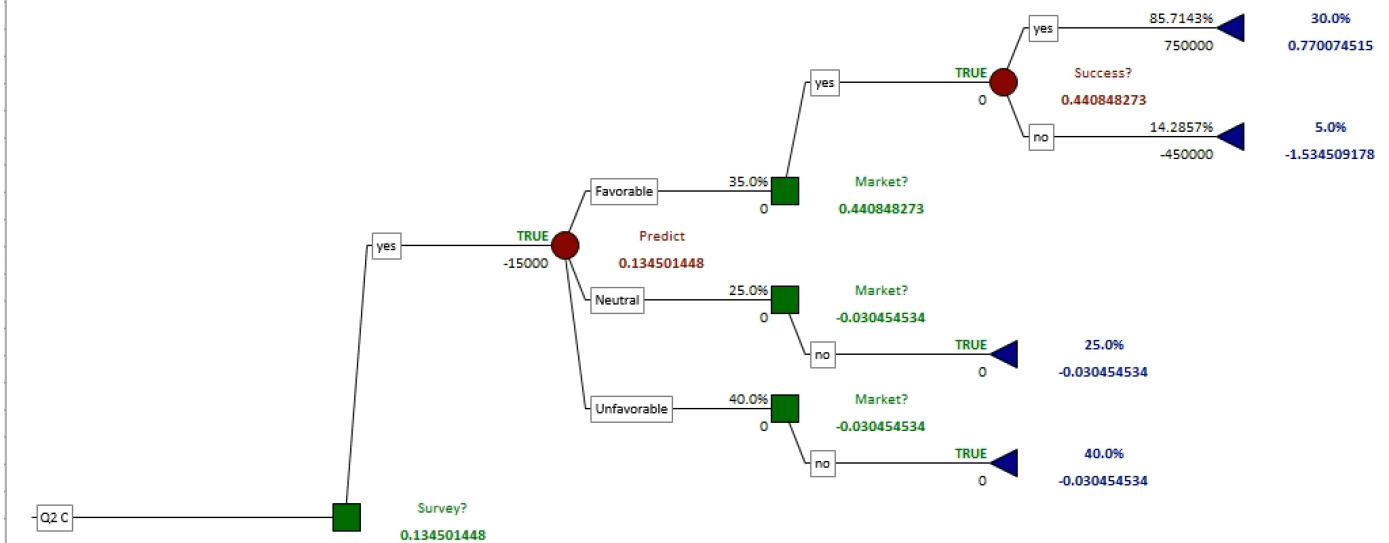 85.7143%
30.0%
yes
750000
0.770074515
TRUE
Success?
yes
0
0.440848273
14.2857%
5.0%
no
-450000
-1.534509178
35.0%
Market?
Favorable
0
0.440848273
TRUE
Predict
yes
-15000
0.134501448
25.0%
Market?
Neutral
0
-0.030454534
TRUE
25.0%
no
0
-0.030454534
40.0%
Market?
Unfavorable
0
-0.030454534
TRUE
40.0%
no
0
-0.030454534
Survey?
Q2 C
0.134501448